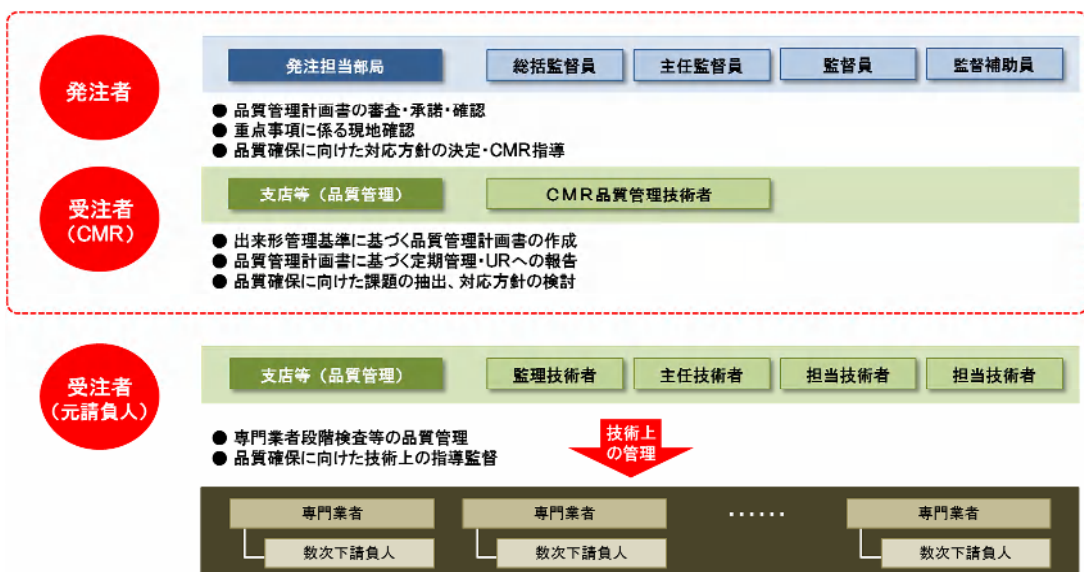 発注者
発注担当部局
総括監督員
主任監督員
監督員
監督補助員
● 品質管理計画書の審査・承諾・確認
● 重点事項に係る現地確認
● 品質確保に向けた対応方針の決定・CMR指導
受注者
（CMR）
支店等（品質管理）
CMR品質管理技術者
● 出来形管理基準に基づく品質管理計画書の作成
● 品質管理計画書に基づく定期管理・URへの報告
● 品質確保に向けた課題の抽出、対応方針の検討
受注者
（元請負人）
支店等（品質管理）
監理技術者
主任技術者
担当技術者
担当技術者
● 専門業者段階検査等の品質管理
● 品質確保に向けた技術上の指導監督
技術上
の管理
専門業者
専門業者
……
専門業者
数次下請負人
数次下請負人
数次下請負人